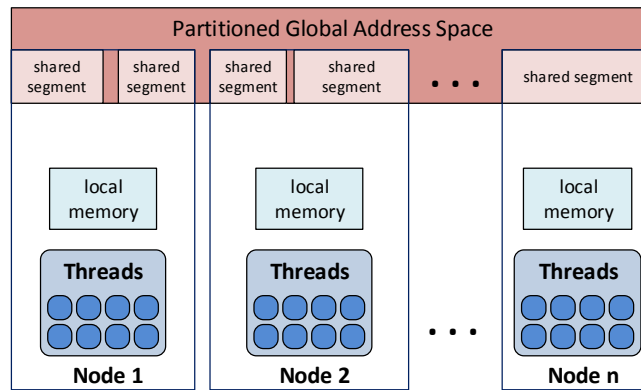 Partitioned Global Address Space
shared
segment
shared
segment
shared
segment
shared
segment
. . .
shared segment
local
memory
local
memory
local
memory
Threads
Threads
Threads
. . .
Node 1
Node 2
Node n